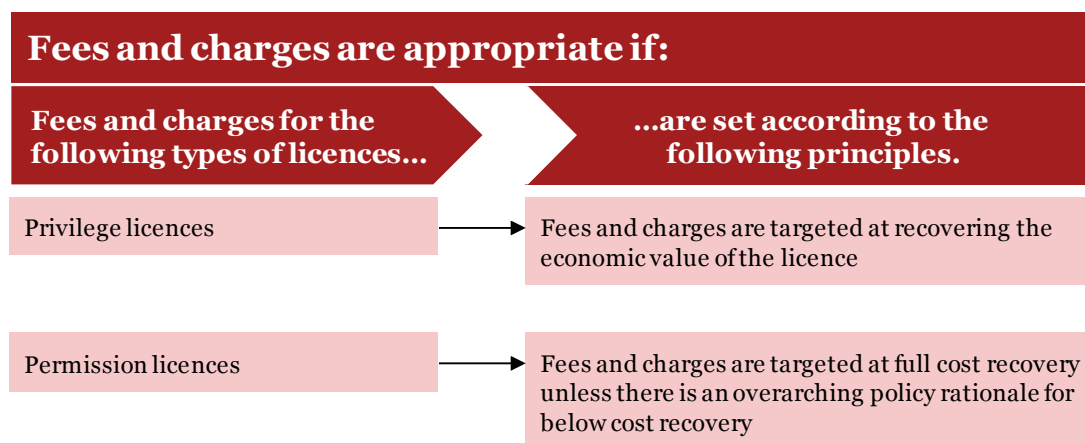 Fees and charges are appropriate if:
Fees and charges for the
following types of licences...
...are set according to the
following principles.
Privilege licences
Fees and charges are targeted at recovering the
economic value of the licence
Permission licences
Fees and charges are targeted at full cost recovery
unless there is an overarching policy rationale for
below cost recovery